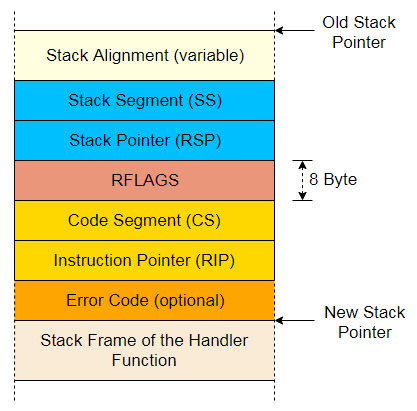 Old Stack
Pointer
Stack Alignment (variable)
Stack Segment (SS)
Stack Pointer (RSP)
RFLAGS
8 Byte
Code Segment (CS)
Instruction Pointer (RIP)
Error Code (optional)
New Stack
Pointer
Stack Frame of the Handler
Function